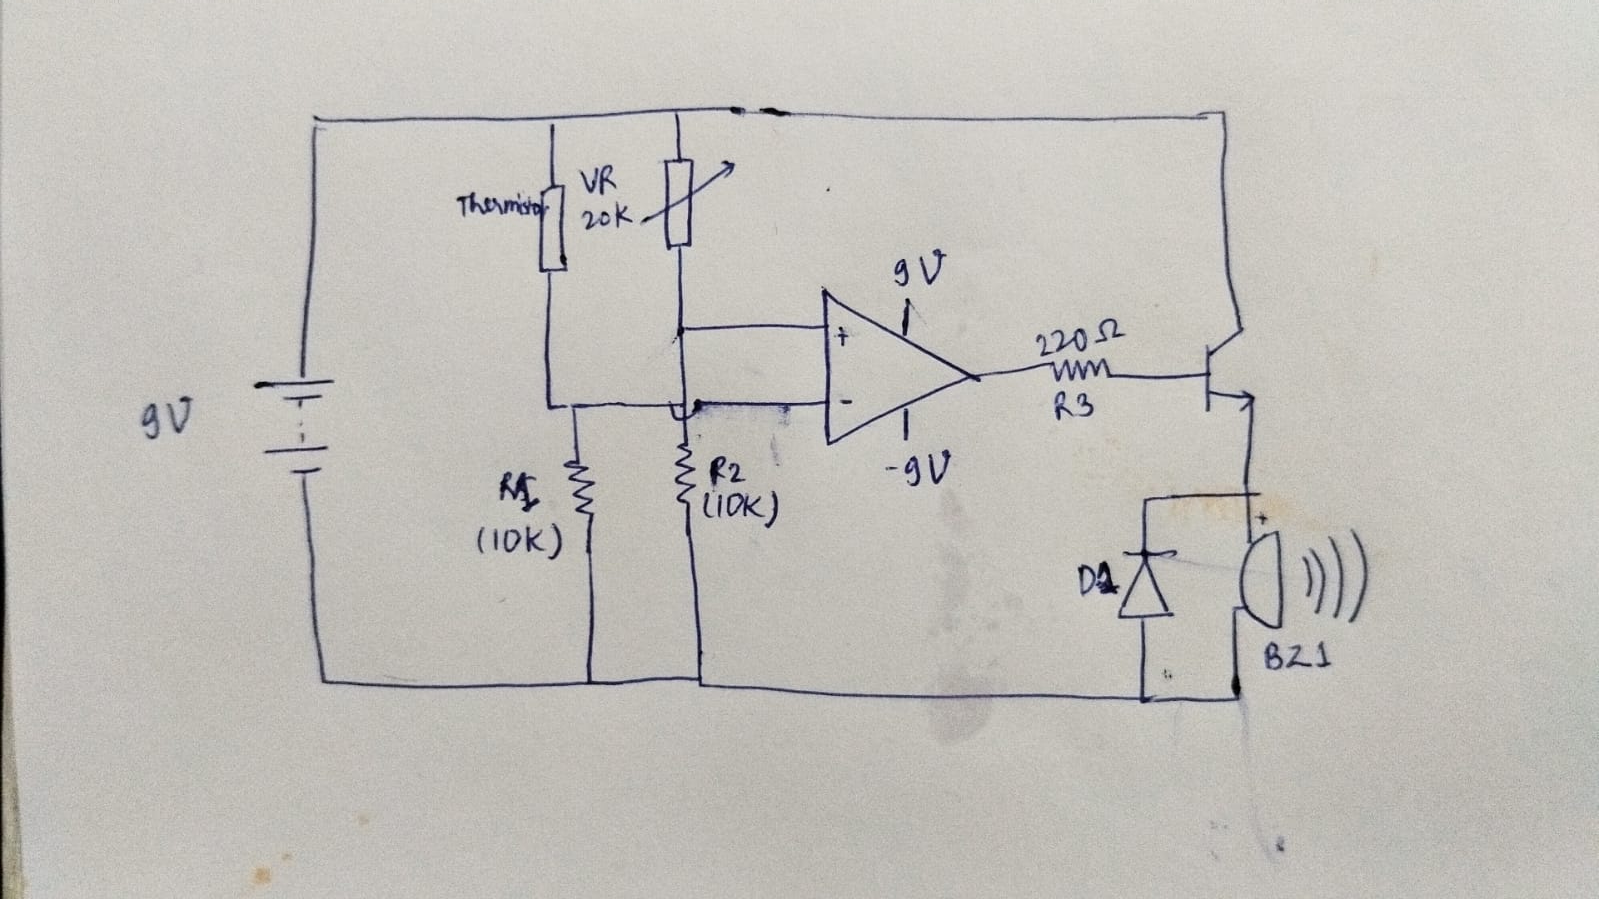 Thermistor
VR
20K
9V
9V
+
-
-9V
220Ω
R3
R1
(10K)
R2
(10K)
D1
+
BZ1